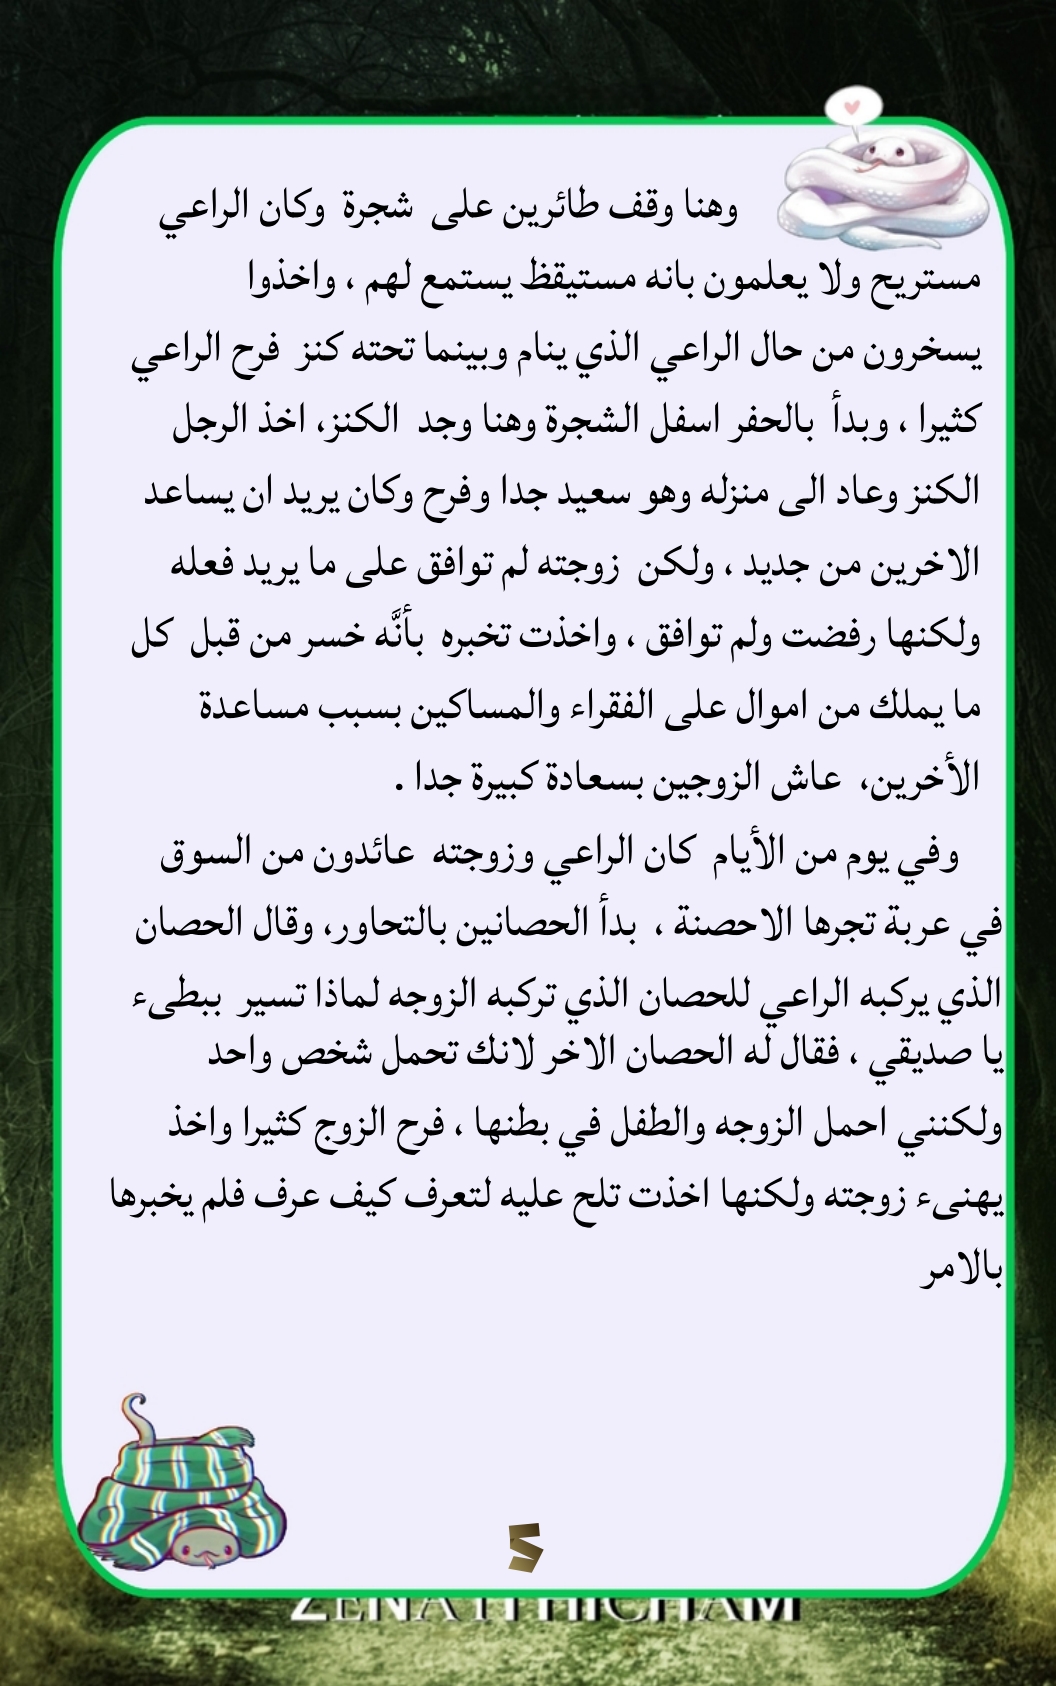 وهنا وقف طائرين على شجرة وكان الراعي
مستريح ولا يعلمون بانه مستيقظ يستمع لهم ، واخذوا
يسخرون من حال الراعي الذي ينام وبينما تحته كنز فرح الراعي
كثيرا ، وبدأ بالحفر اسفل الشجرة وهنا وجد الكنز، اخذ الرجل
الكنز وعاد الى منزله وهو سعيد جدا وفرح وكان يريد ان يساعد
الاخرين من جديد ، ولكن زوجته لم توافق على ما يريد فعله
ولكنها رفضت ولم توافق ، واخذت تخبره بأنَّه خسر من قبل كل
ما يملك من اموال على الفقراء والمساكين بسبب مساعدة
الأخرين، عاش الزوجين بسعادة كبيرة جدا .
وفي يوم من الأيام كان الراعي وزوجته عائدون من السوق
في عربة تجرها الاحصنة ، بدأ الحصانين بالتحاور، وقال الحصان
الذي يركبه الراعي للحصان الذي تركبه الزوجه لماذا تسير ببطىء
يا صديقي ، فقال له الحصان الاخر لانك تحمل شخص واحد
ولكنني احمل الزوجه والطفل في بطنها ، فرح الزوج كثيرا واخذ
يهنىء زوجته ولكنها اخذت تلح عليه لتعرف كيف عرف فلم يخبرها
بالامر
5
ZENATI HICHAM